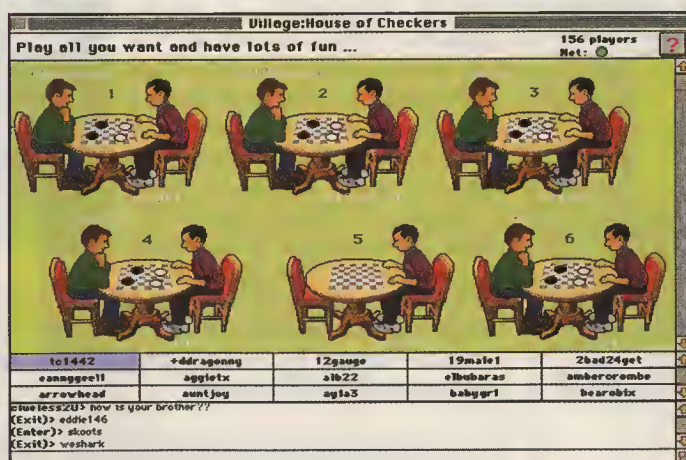 Village:House of Checkers
Play all you want and have lots of fun ...
156 players
Net:
?
1
2
3
4
5
6
tc1442 +ddragonny 12gauge 19male1 2bad24get
eannggeell aggietx alb22 elbubaras ambercrombe
arrowhead auntjoy ayla3 babygr1 bearobix
clueless2U> how is your brother??
(Exit)> eddie146
(Enter)> skoots
(Exit)> weshark